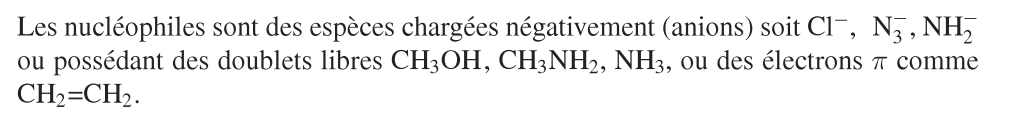 Les nucléophiles sont des espèces chargées négativement (anions) soit Cl⁻, N₃⁻, NH₂⁻
ou possédant des doublets libres CH₃OH, CH₃NH₂, NH₃, ou des électrons π comme
CH₂=CH₂.